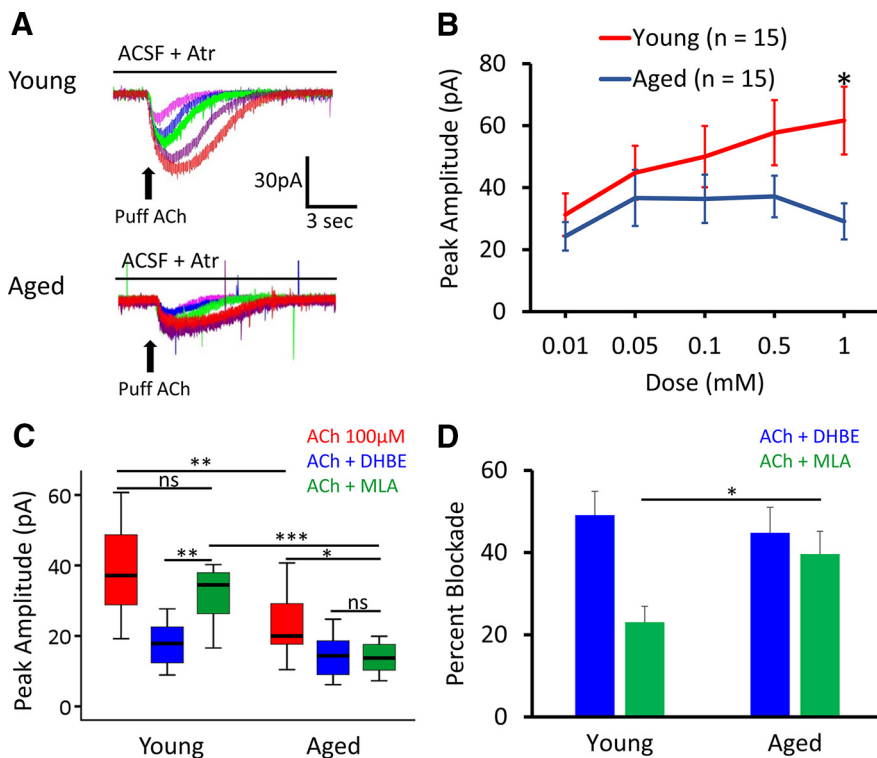 A
Young
ACSF + Atr
Puff ACh
30pA
3 sec
Aged
ACSF + Atr
Puff ACh
B
Young (n = 15)
Aged (n = 15)
Peak Amplitude (pA)
80
60
40
20
0
*
0.01 0.05 0.1 0.5 1
Dose (mM)
C
ACh 100μM
ACh + DHBE
ACh + MLA
Peak Amplitude (pA)
60
40
20
0
**
ns
**
***
*
ns
Young Aged
D
ACh + DHBE
ACh + MLA
Percent Blockade
60
40
20
0
*
Young Aged